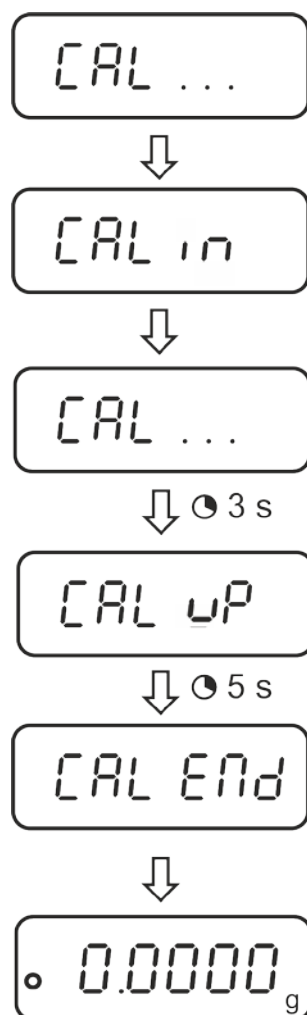 CAL ...
CAL in
CAL ...
3 s
CAL uP
5 s
CAL End
0.0000 g